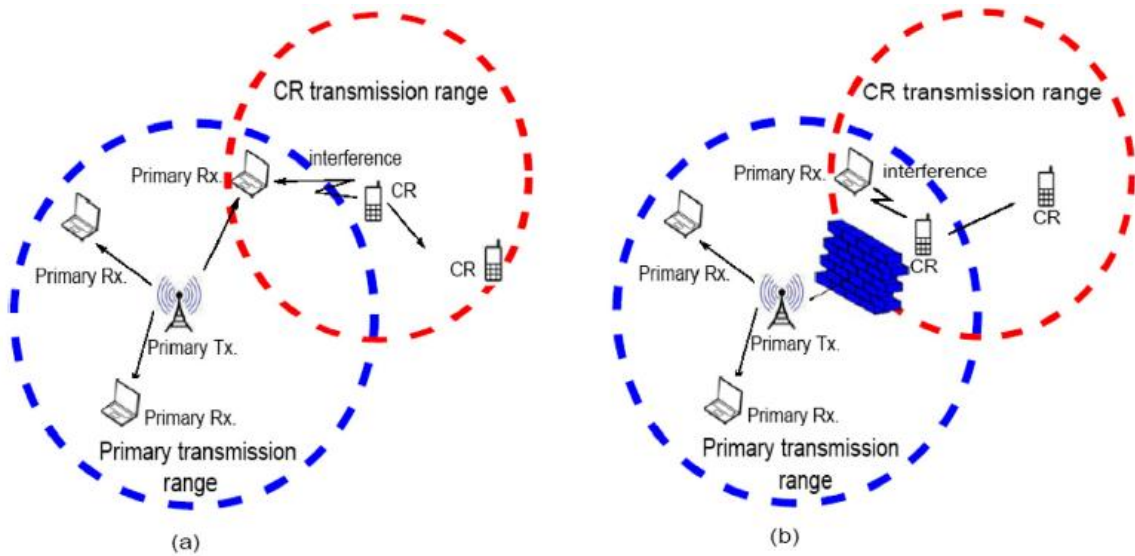 CR transmission range
interference
Primary Rx.
CR
CR
Primary Rx.
Primary Tx.
Primary Rx.
Primary transmission
range
(a)
CR transmission range
Primary Rx.
interference
CR
CR
Primary Rx.
Primary Tx.
Primary Rx.
Primary transmission
range
(b)